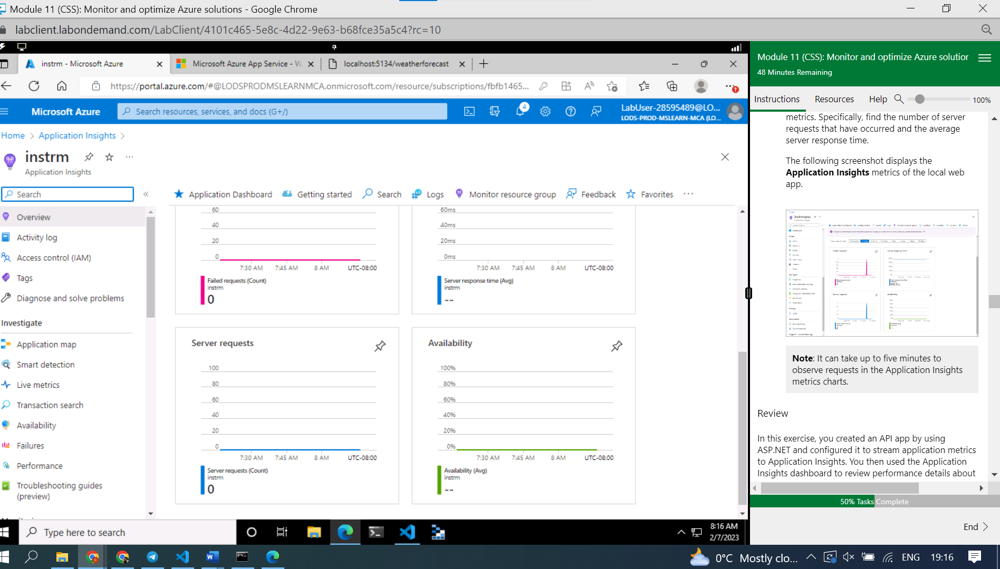 Module 11 (CSS): Monitor and optimize Azure solutions - Google Chrome
labclient.labondemand.com/LabClient/4101c465-5e8c-4d22-9e63-b68fce35a5c4?rc=10
instrm - Microsoft Azure
Microsoft Azure App Service - W
localhost:5134/weatherforecast
https://portal.azure.com/#@LODSPRODMSLEARNMCA.onmicrosoft.com/resource/subscriptions/fbfb1465...
Microsoft Azure
Search resources, services, and docs (G+/)
4
LabUser-28595489@LO...
LODS-PROD-MSLEARN-MCA (LO...
Home > Application Insights >
instrm
Application Insights
Search
Overview
Activity log
Access control (IAM)
Tags
Diagnose and solve problems
Investigate
Application map
Smart detection
Live metrics
Transaction search
Availability
Failures
Performance
Troubleshooting guides
(preview)
Application Dashboard
Getting started
Search
Logs
Monitor resource group
Feedback
Favorites
60
40
20
0
7:30 AM 7:45 AM 8 AM UTC-08:00
Failed requests (Count)
instrm
0
60ms
40ms
20ms
0ms
7:30 AM 7:45 AM 8 AM UTC-08:00
Server response time (Avg)
instrm
--
Server requests
100
80
60
40
20
0
7:30 AM 7:45 AM 8 AM UTC-08:00
Server requests (Count)
instrm
0
Availability
100%
80%
60%
40%
20%
0%
7:30 AM 7:45 AM 8 AM UTC-08:00
Availability (Avg)
instrm
--
Type here to search
8:16 AM
2/7/2023
Module 11 (CSS): Monitor and optimize Azure solution
48 Minutes Remaining
Instructions Resources Help 100%
metrics. Specifically, find the number of server
requests that have occurred and the average
server response time.
The following screenshot displays the
Application Insights metrics of the local web
app.
instrmanu
Failed requests
Server response time
Server requests
Availability
Note: It can take up to five minutes to
observe requests in the Application Insights
metrics charts.
Review
In this exercise, you created an API app by using
ASP.NET and configured it to stream application metrics
to Application Insights. You then used the Application
Insights dashboard to review performance details about
50% Tasks Complete
End
0°C Mostly clo...
ENG
19:16